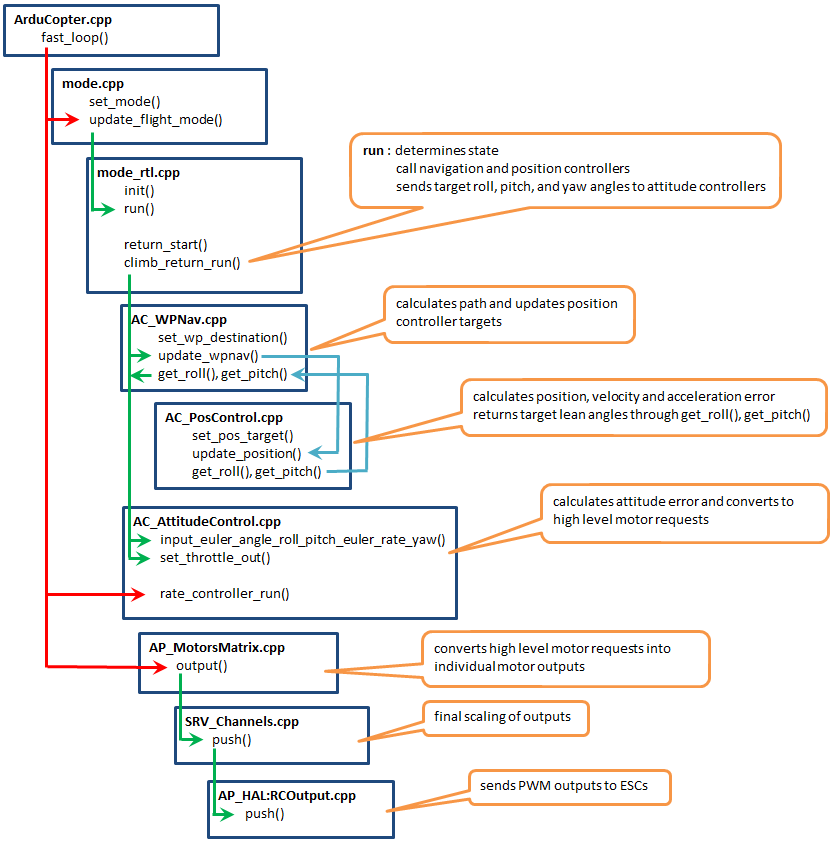 ArduCopter.cpp
fast_loop()
mode.cpp
set_mode()
update_flight_mode()
mode_rtl.cpp
init()
run()
return_start()
climb_return_run()
run : determines state
call navigation and position controllers
sends target roll, pitch, and yaw angles to attitude controllers
AC_WPNav.cpp
set_wp_destination()
update_wpnav()
get_roll(), get_pitch()
calculates path and updates position
controller targets
AC_PosControl.cpp
set_pos_target()
update_position()
get_roll(), get_pitch()
calculates position, velocity and acceleration error
returns target lean angles through get_roll(), get_pitch()
AC_AttitudeControl.cpp
input_euler_angle_roll_pitch_euler_rate_yaw()
set_throttle_out()
rate_controller_run()
calculates attitude error and converts to
high level motor requests
AP_MotorsMatrix.cpp
output()
converts high level motor requests into
individual motor outputs
SRV_Channels.cpp
push()
final scaling of outputs
AP_HAL:RCOutput.cpp
push()
sends PWM outputs to ESCs